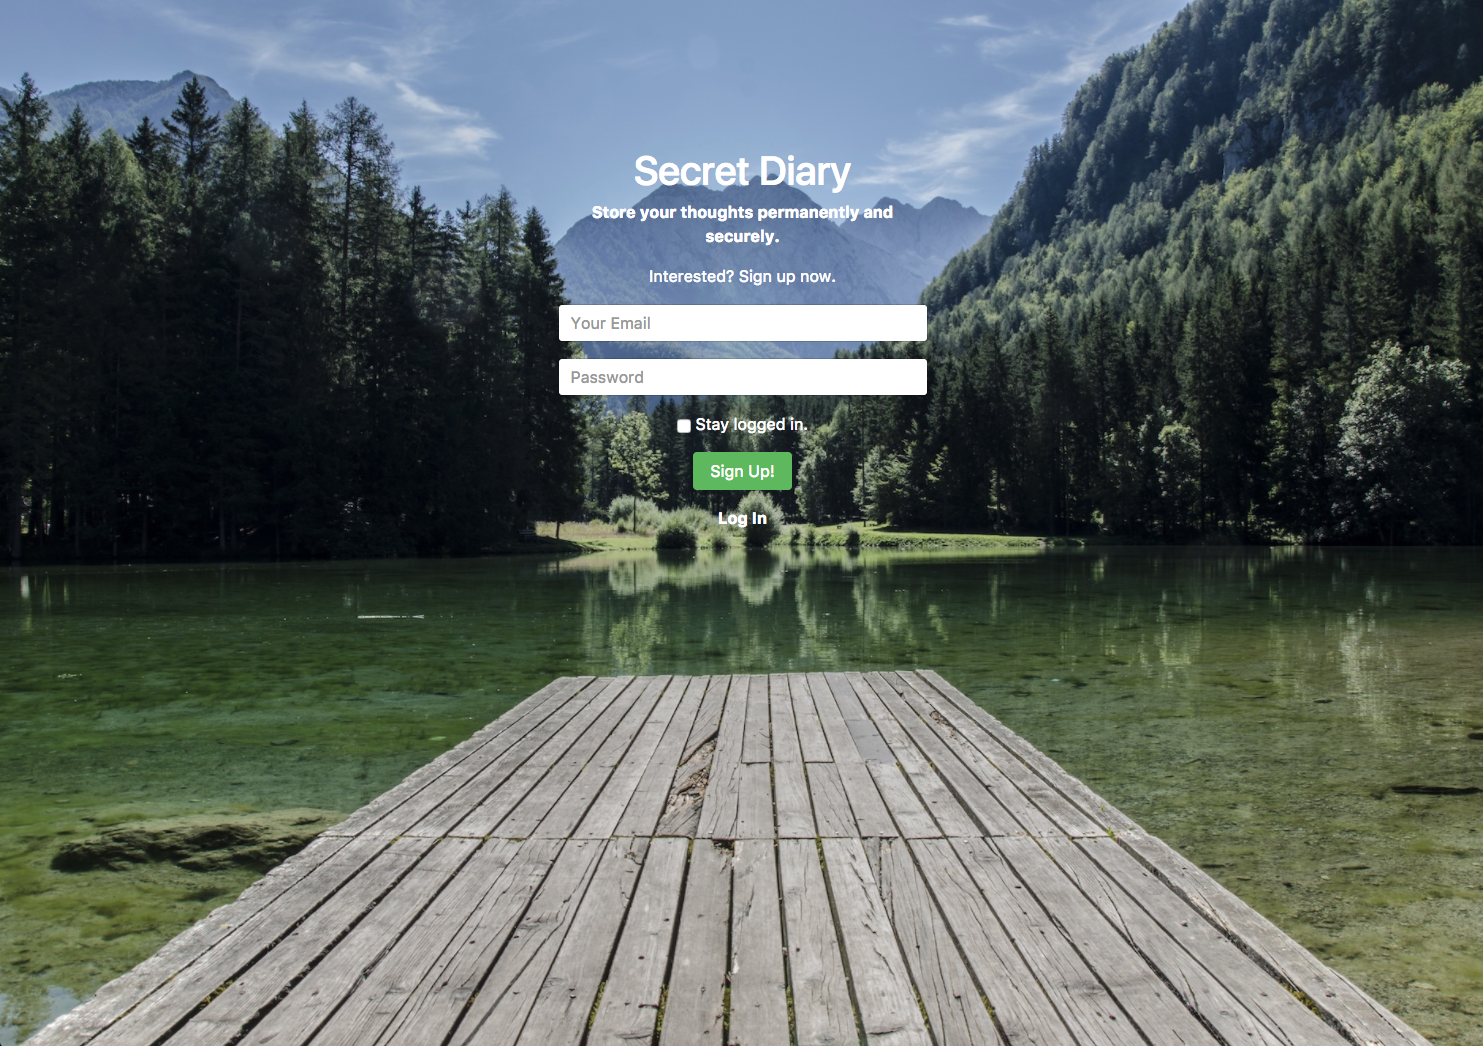 Secret Diary
Store your thoughts permanently and
securely.
Interested? Sign up now.
Your Email
Password
Stay logged in.
Sign Up!
Log In